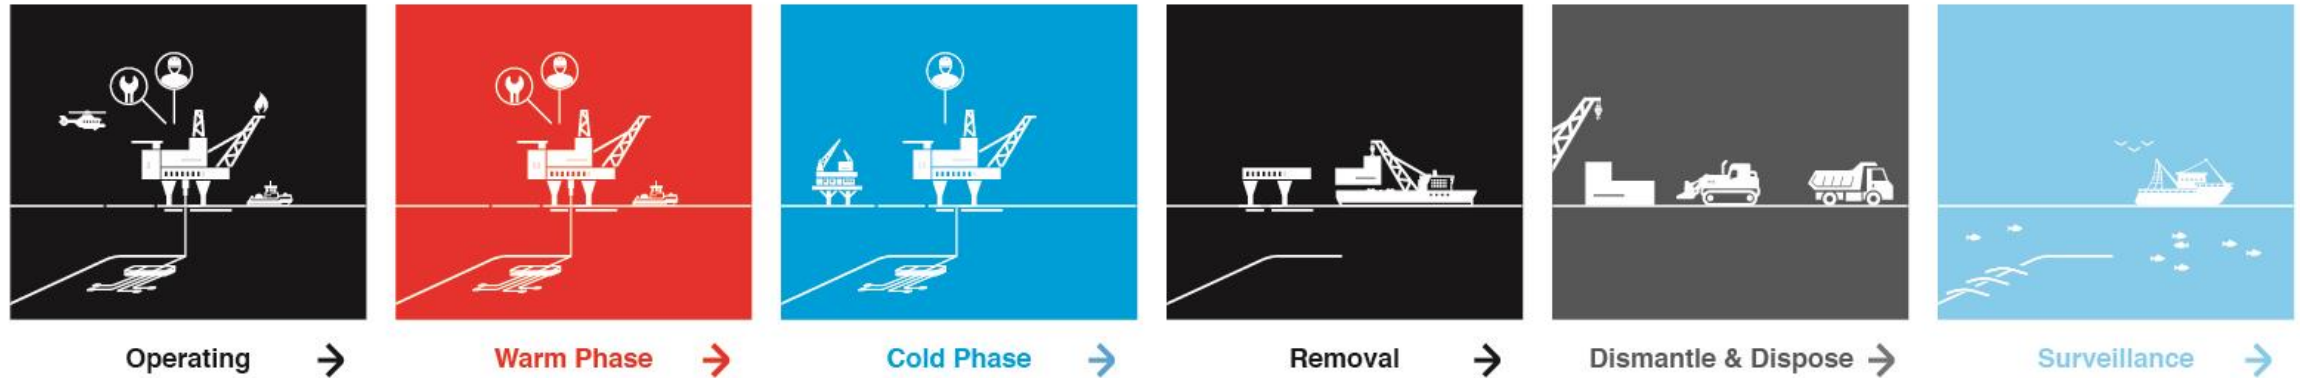 Operating
Warm Phase
Cold Phase
Removal
Dismantle & Dispose
Surveillance